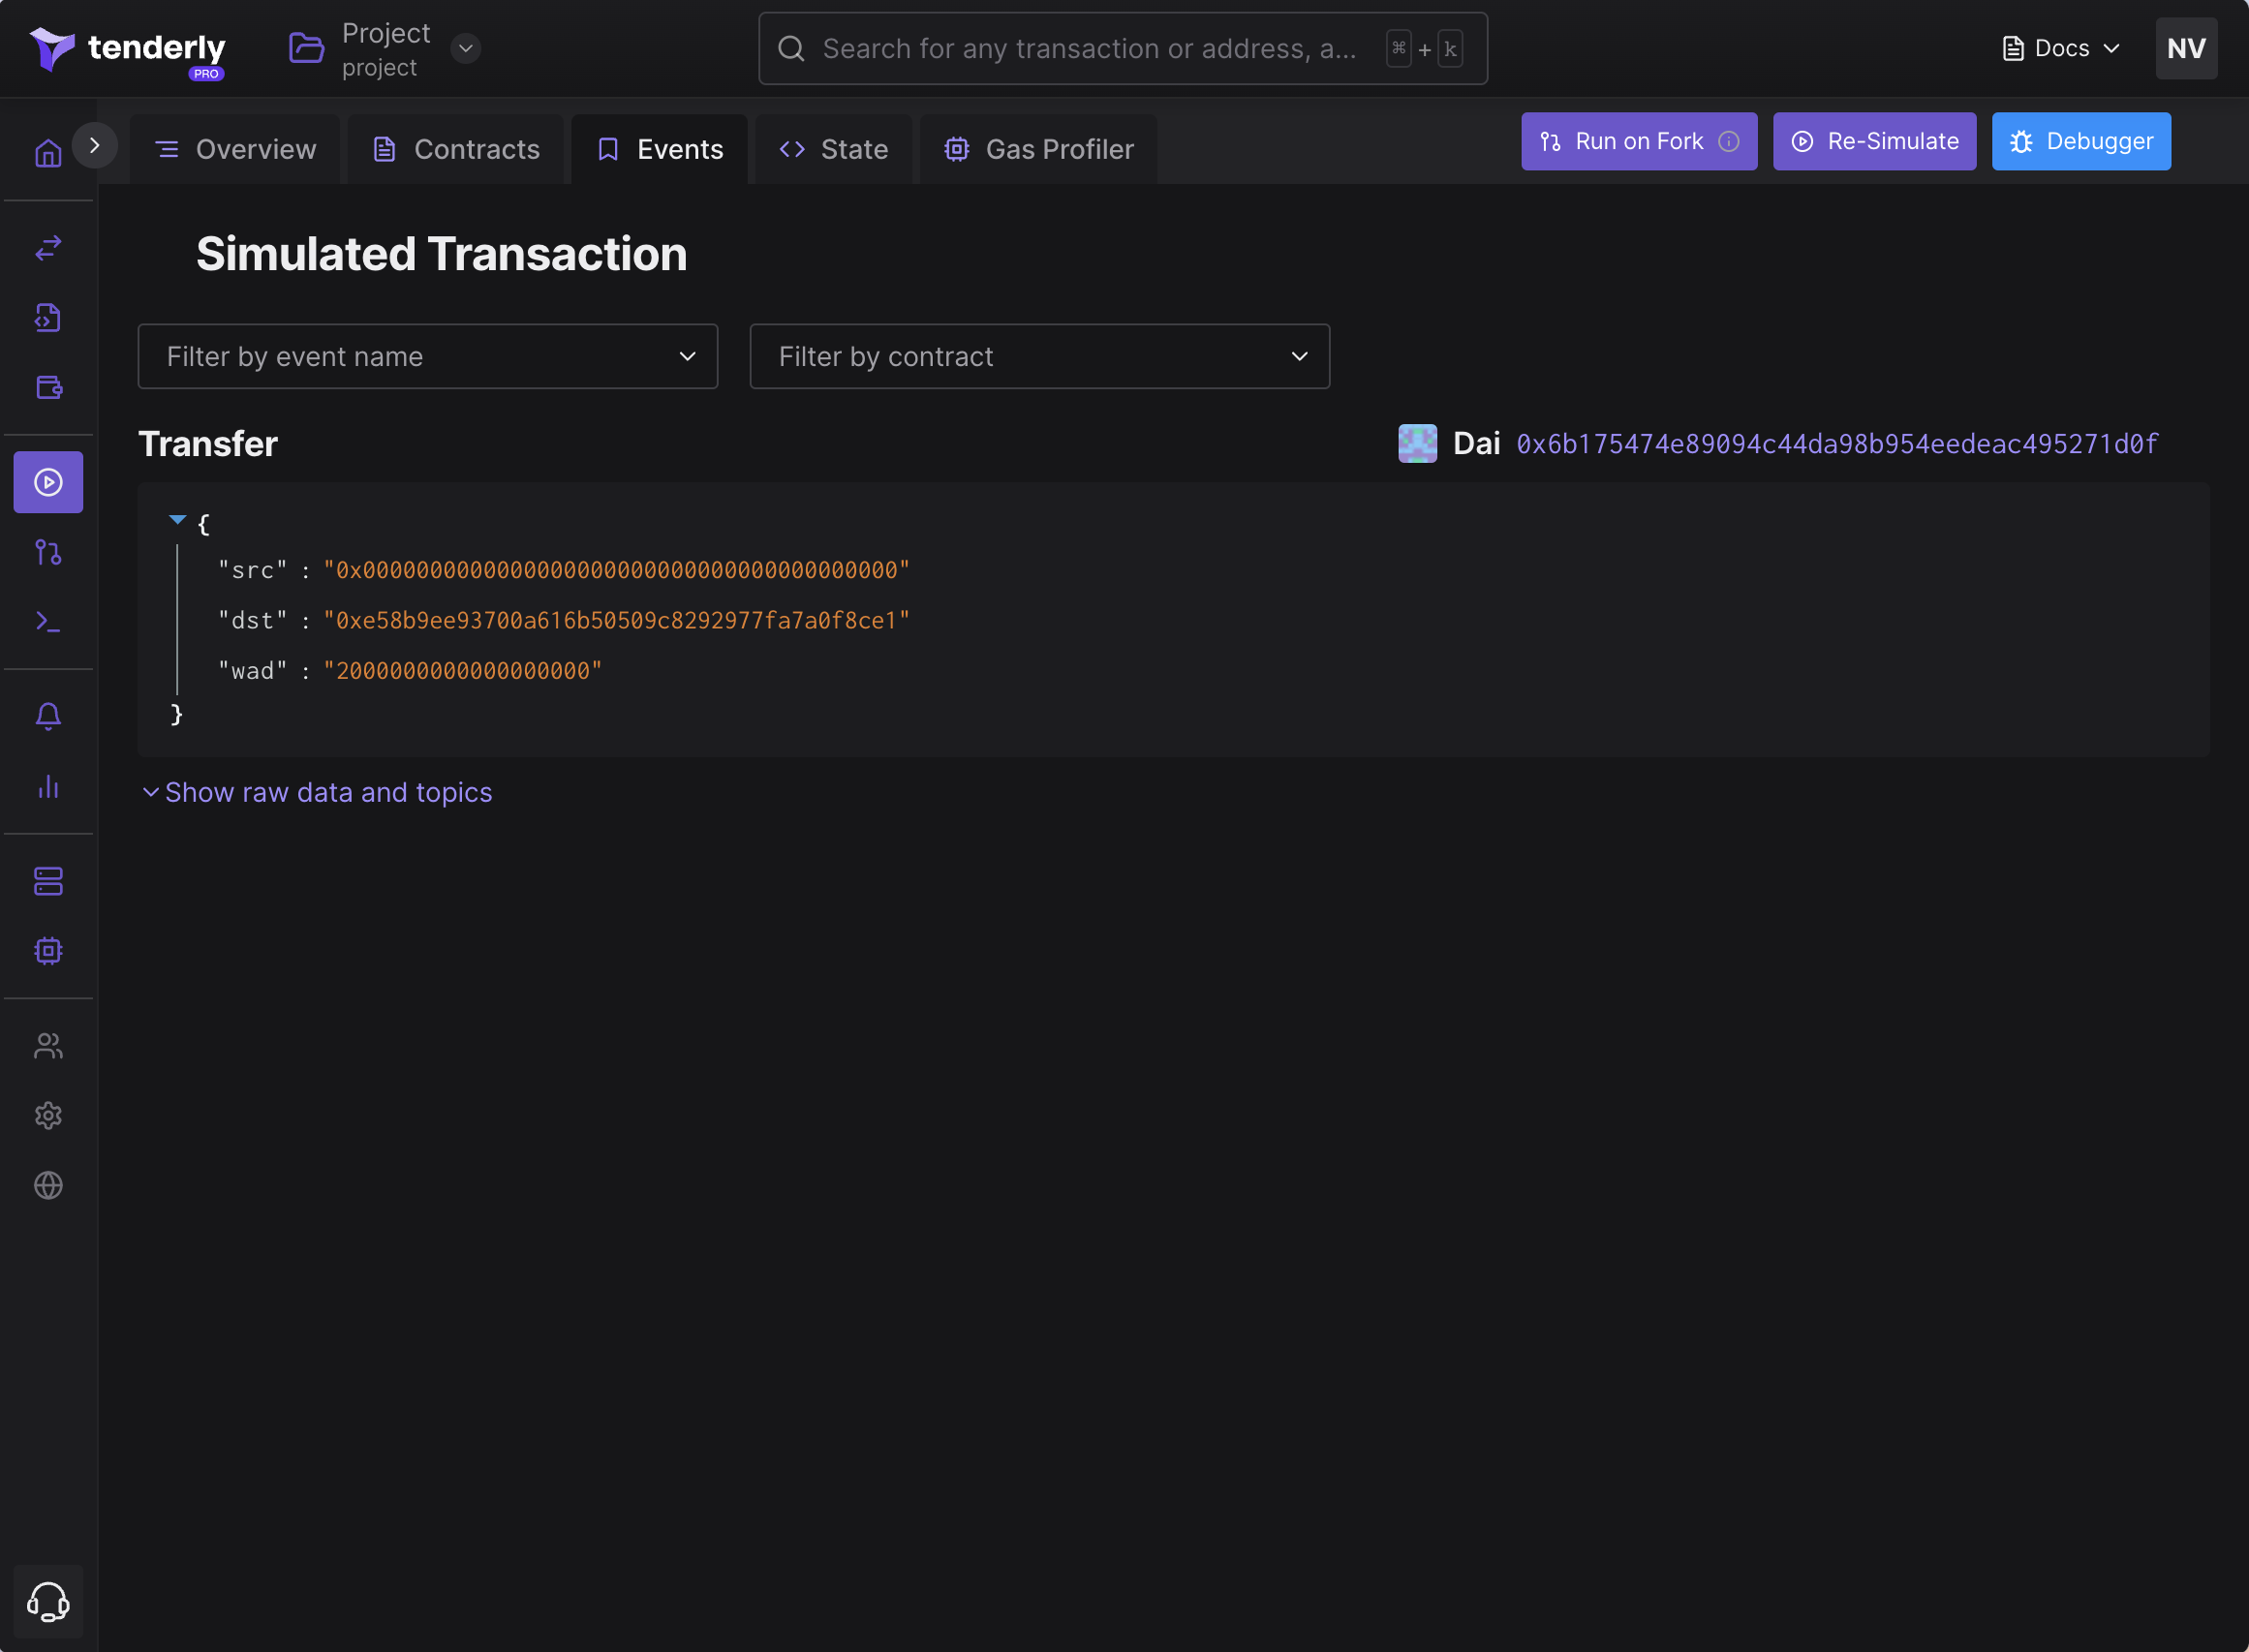 tenderly
PRO
Project
project
Search for any transaction or address, a...
⌘ + k
Docs
NV
Overview
Contracts
Events
State
Gas Profiler
Run on Fork
Re-Simulate
Debugger
Simulated Transaction
Filter by event name
Filter by contract
Transfer
Dai 0x6b175474e89094c44da98b954eedeac495271d0f
{
"src" : "0x0000000000000000000000000000000000000000"
"dst" : "0xe58b9ee93700a616b50509c8292977fa7a0f8ce1"
"wad" : "2000000000000000000"
}
Show raw data and topics